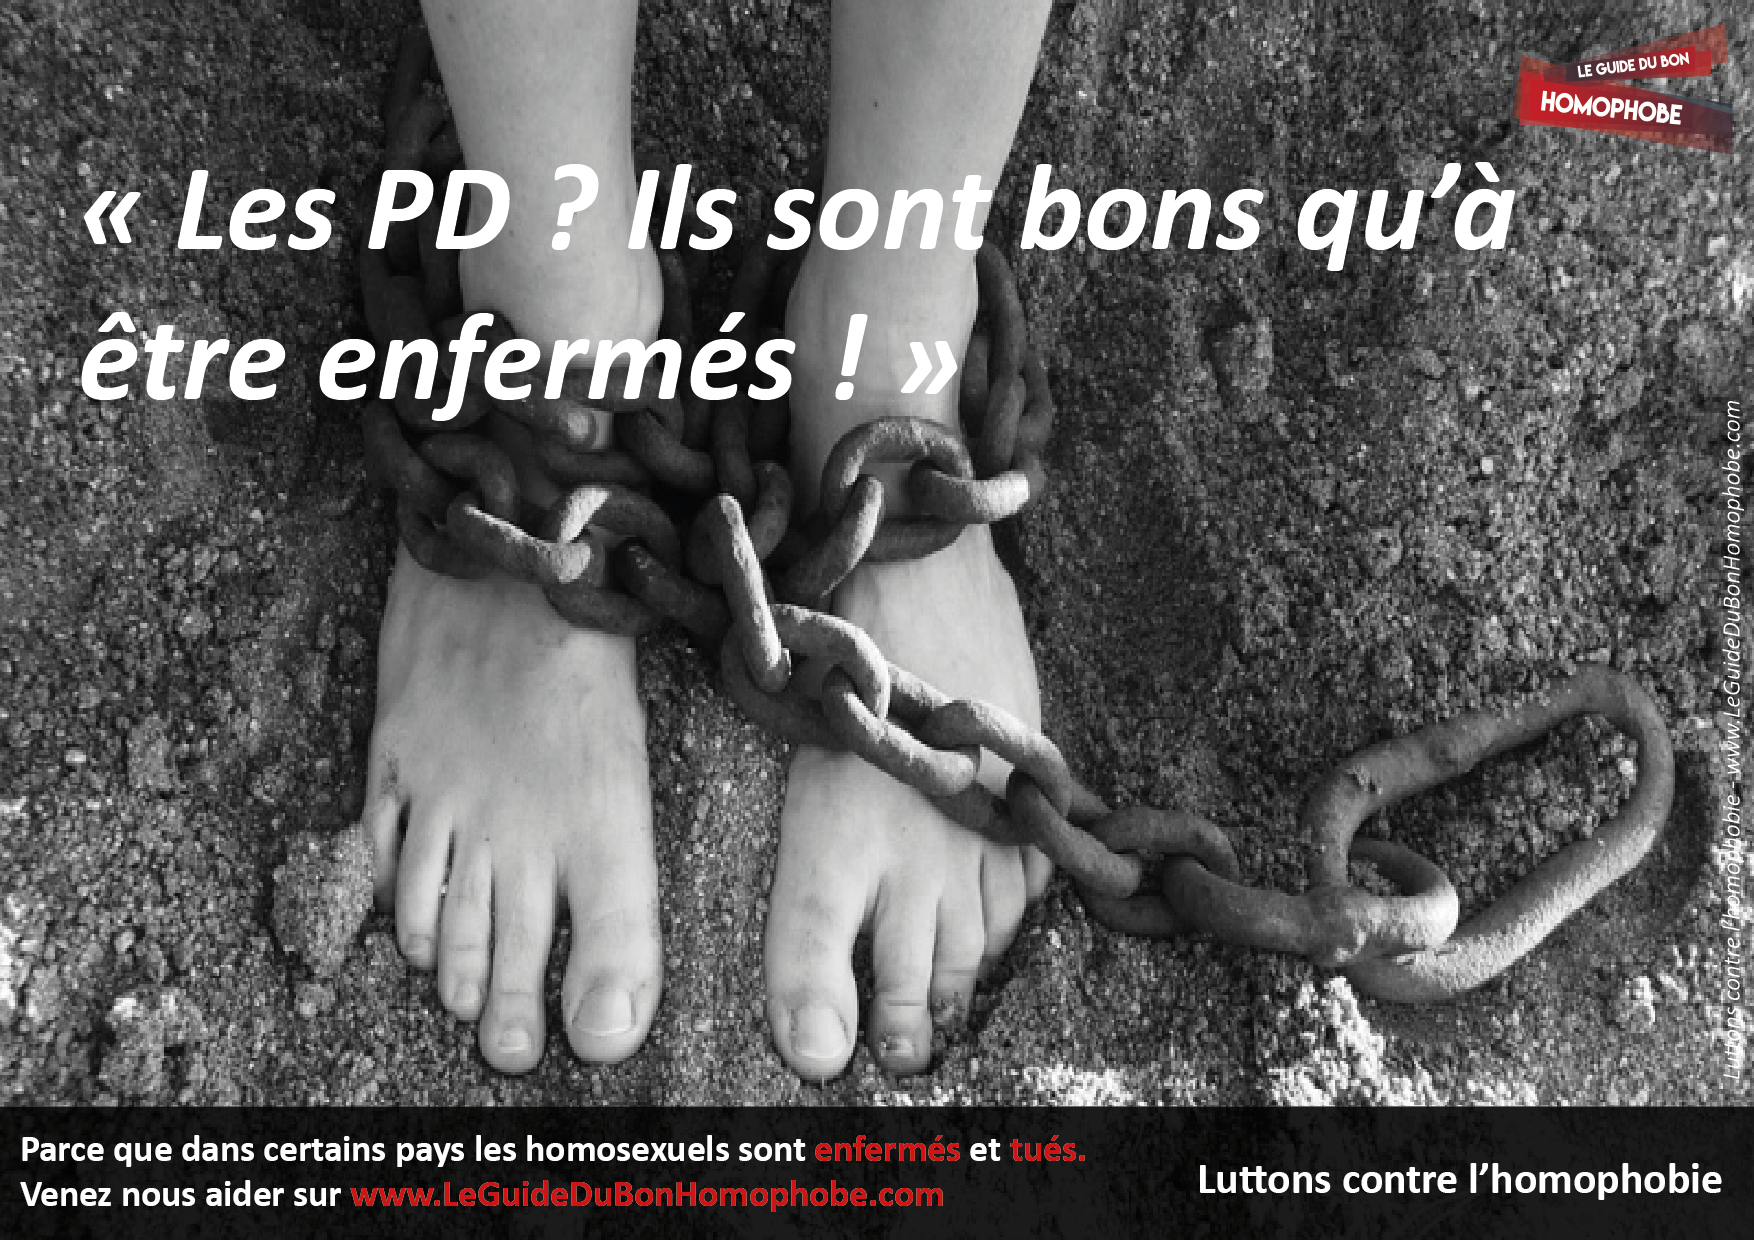 LE GUIDE DU BON
HOMOPHOBE
« Les PD ? Ils sont bons qu’à
être enfermés ! »
Luttons contre l’homophobie - www.LeGuideDuBonHomophobe.com
Parce que dans certains pays les homosexuels sont enfermés et tués.
Venez nous aider sur www.LeGuideDuBonHomophobe.com
Luttons contre l’homophobie